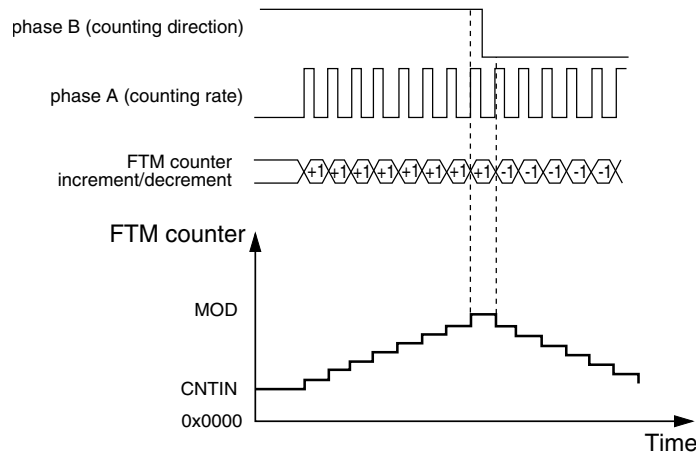 phase B (counting direction)
phase A (counting rate)
FTM counter
increment/decrement
+1 +1 +1 +1 +1 +1 +1 +1 -1 -1 -1 -1 -1
FTM counter
MOD
CNTIN
0x0000
Time